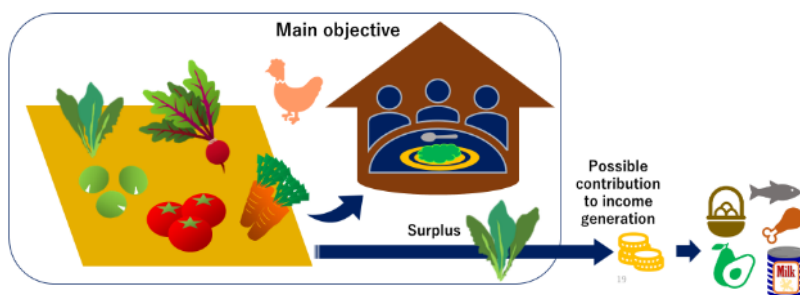 Main objective
Possible
contribution
to income
generation
Surplus
19
Milk